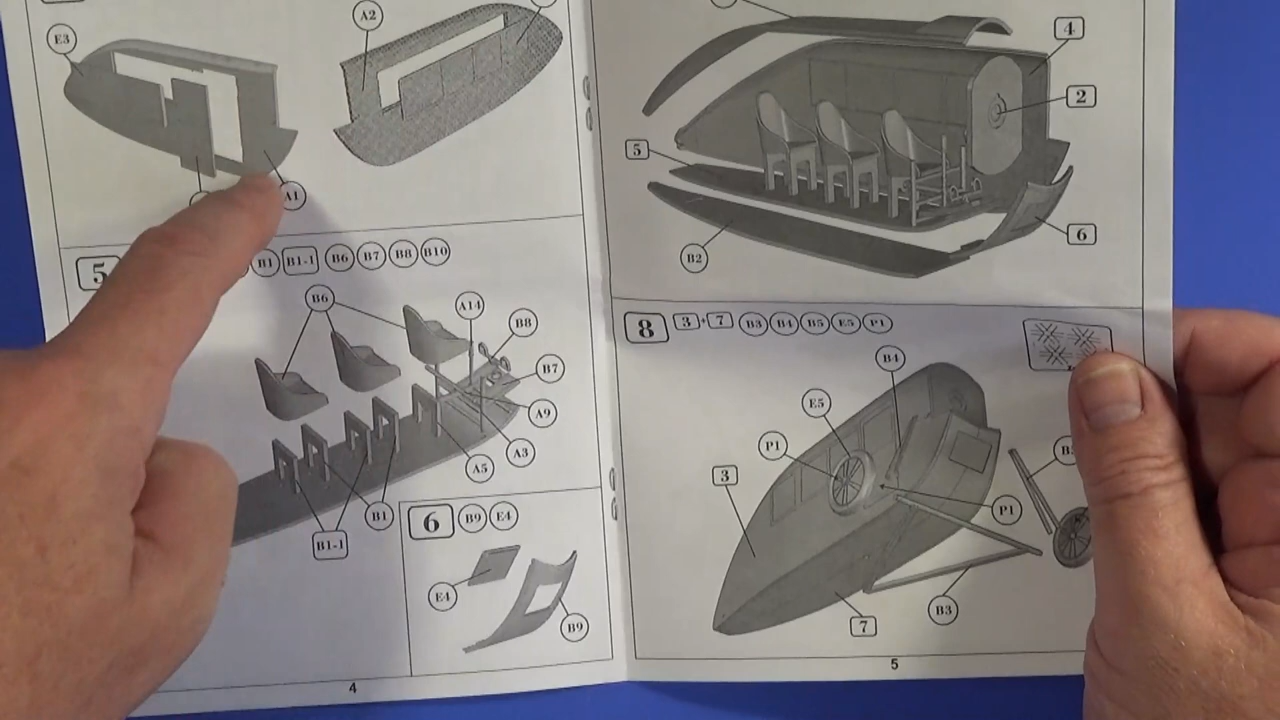 E3
A2
A1
5 B1 B1-1 B6 B7 B8 B10
B6
A14
B8
B7
A9
A3
A5
B1
B1-1
6 B9 E4
E4
B9
4
4
2
5
6
B2
8 3+7 B3 B4 B5 E5 P1
B4
E5
P1
3
P1
B3
7
5